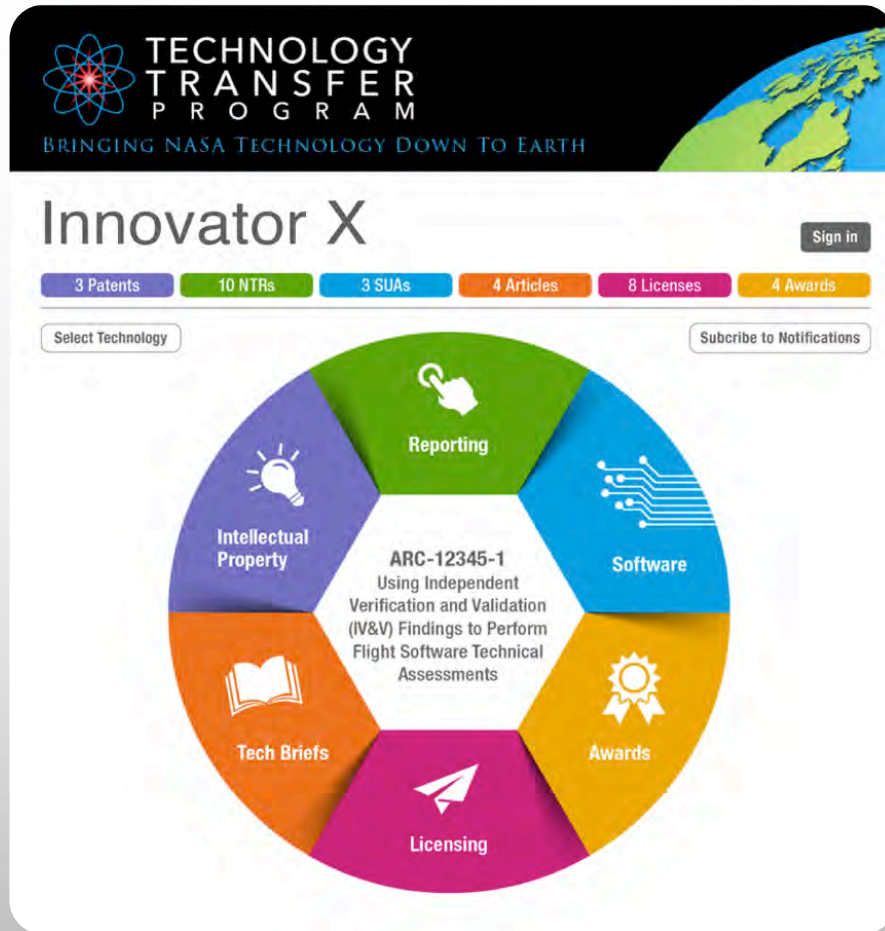 TECHNOLOGY
TRANSFER
PROGRAM
BRINGING NASA TECHNOLOGY DOWN TO EARTH
Innovator X
Sign in
3 Patents
10 NTRs
3 SUAs
4 Articles
8 Licenses
4 Awards
Select Technology
Subcribe to Notifications
Reporting
Intellectual
Property
Software
ARC-12345-1
Using Independent
Verification and Validation
(IV&V) Findings to Perform
Flight Software Technical
Assessments
Tech Briefs
Awards
Licensing